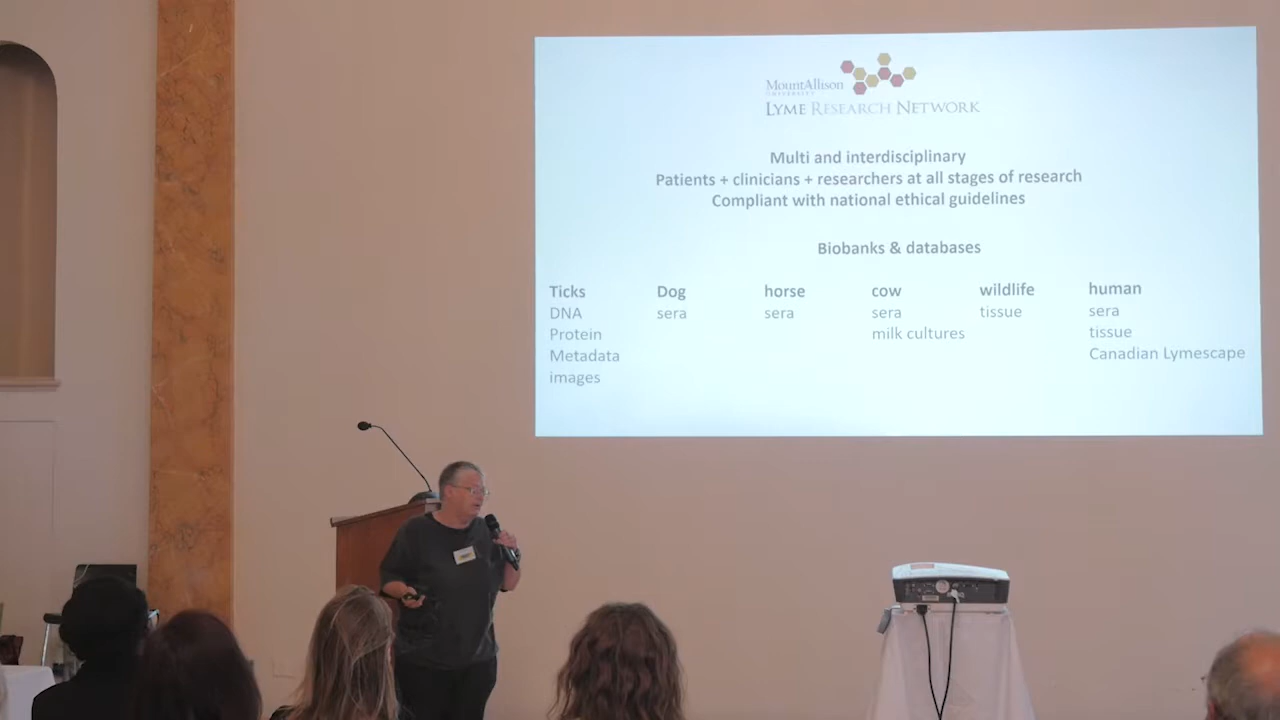 MountAllison
UNIVERSITY
LYME RESEARCH NETWORK
Multi and interdisciplinary
Patients + clinicians + researchers at all stages of research
Compliant with national ethical guidelines
Biobanks & databases
Ticks Dog horse cow wildlife human
DNA sera sera sera tissue sera
Protein milk cultures tissue
Metadata Canadian Lymescape
images